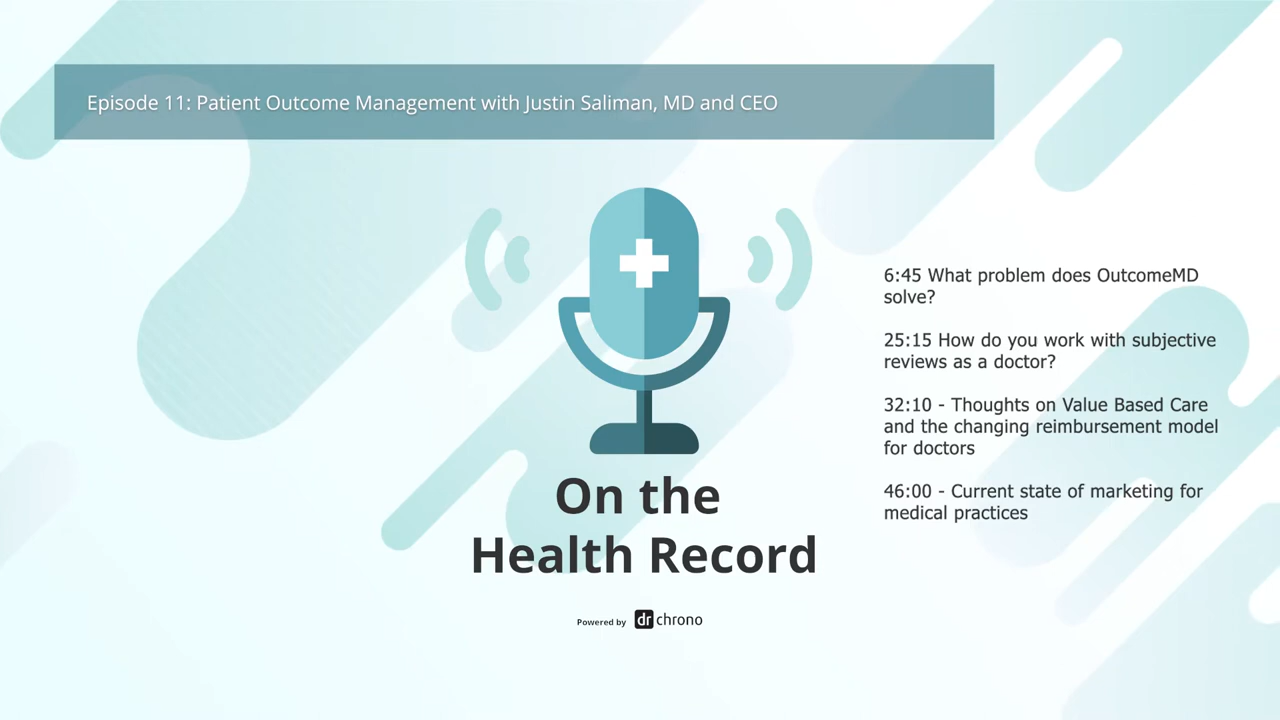 Episode 11: Patient Outcome Management with Justin Saliman, MD and CEO
6:45 What problem does OutcomeMD
solve?
25:15 How do you work with subjective
reviews as a doctor?
32:10 - Thoughts on Value Based Care
and the changing reimbursement model
for doctors
46:00 - Current state of marketing for
medical practices
On the
Health Record
Powered by dr chrono